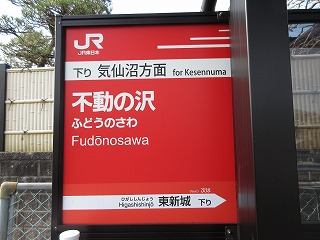 JR
JR東日本
下り 気仙沼方面 for Kesennuma
不動の沢
ふどうのさわ
Fudōnosawa
ひがししんじょう
Higashishinjō 東新城 下り